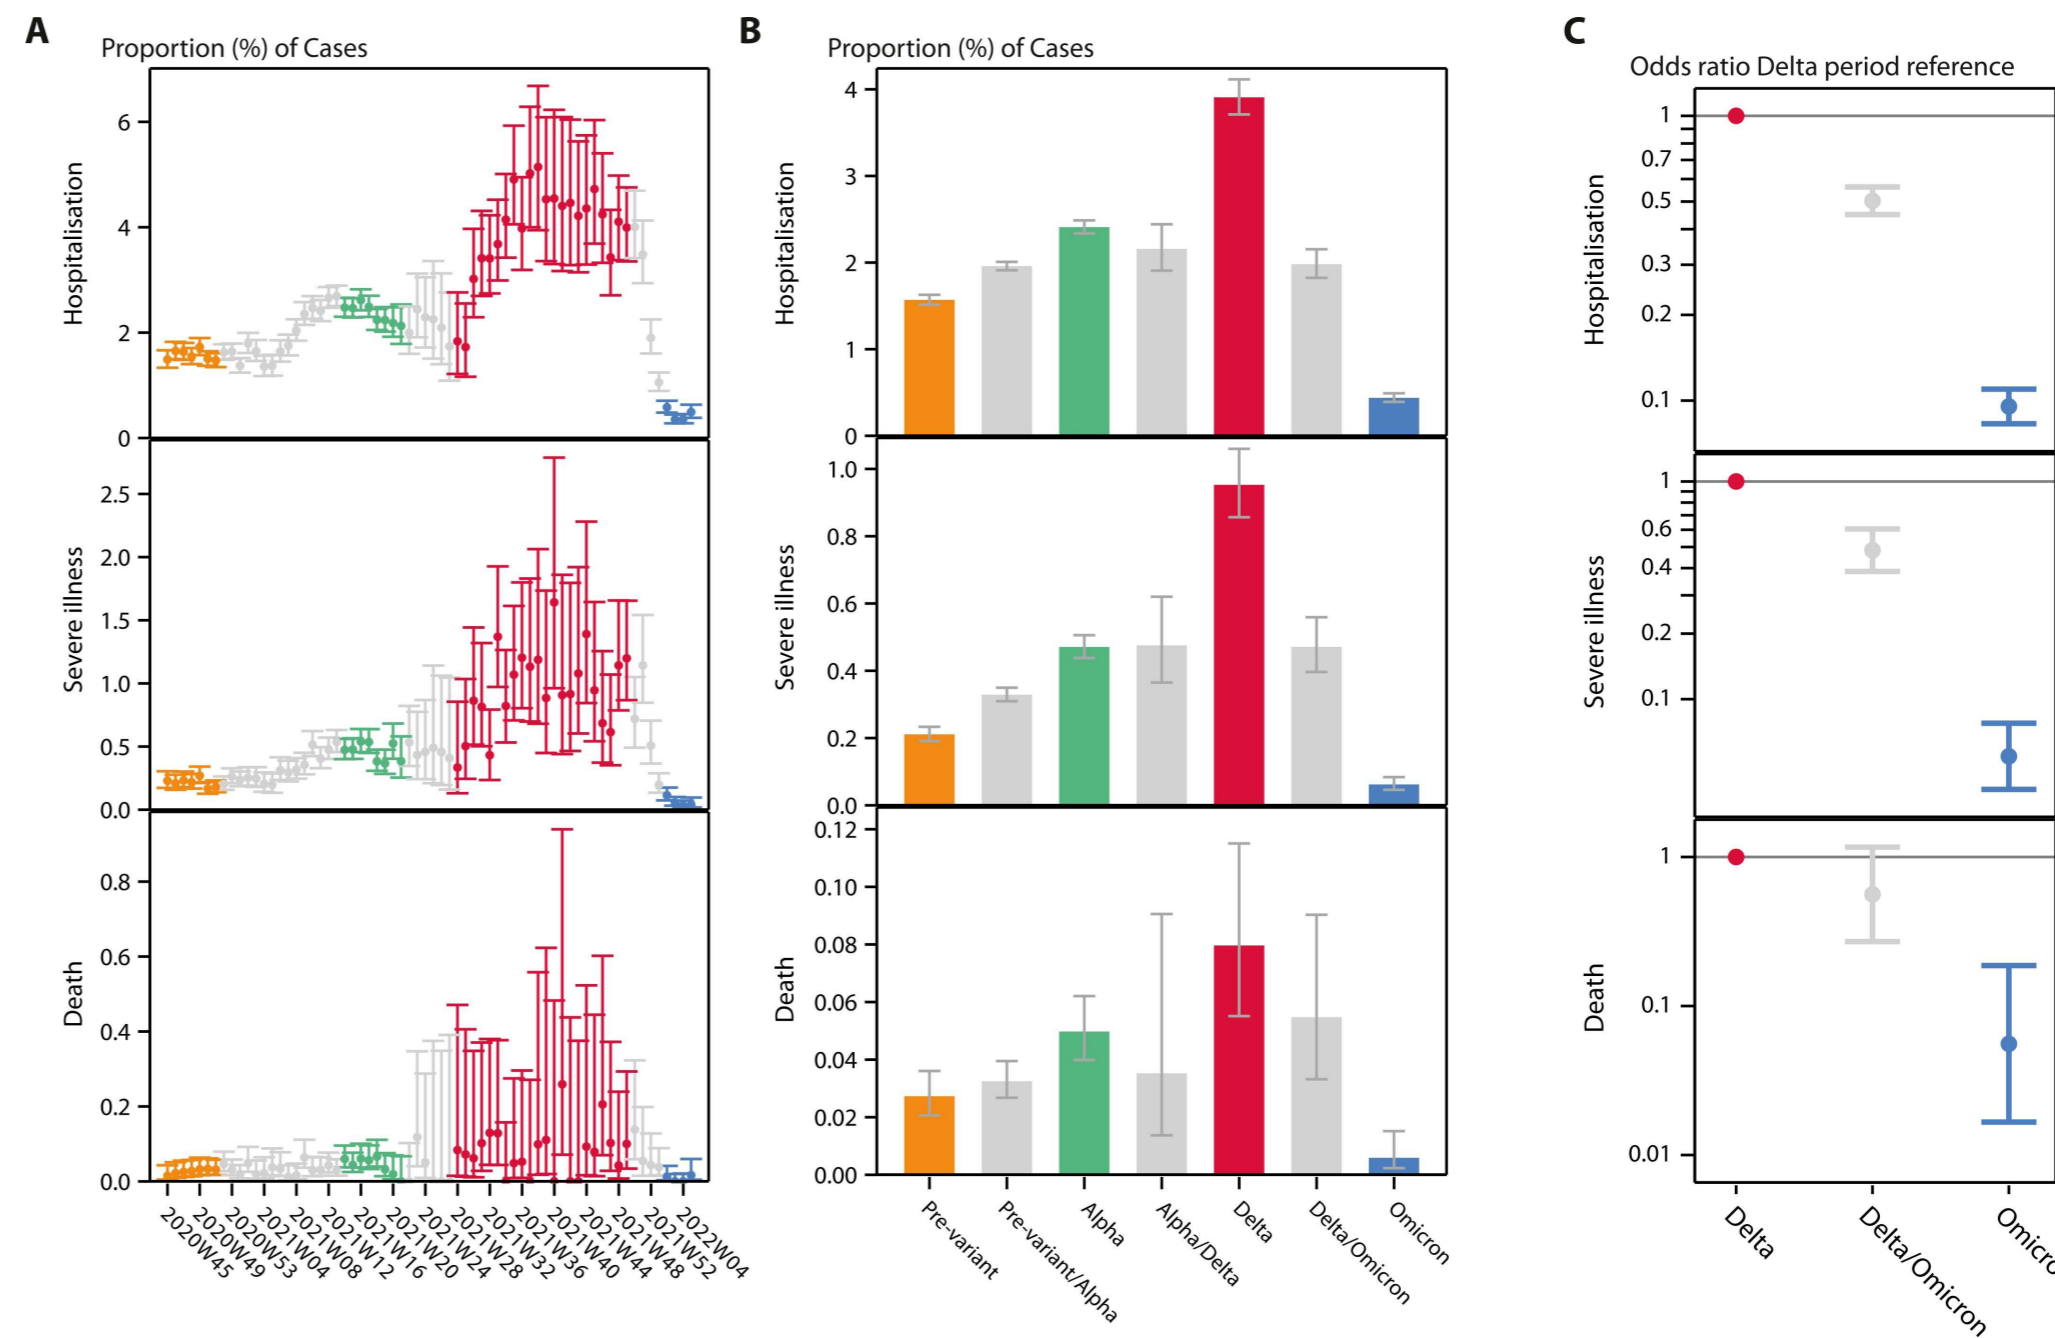 A
Proportion (%) of Cases
Hospitalisation
6
4
2
0
Severe illness
2.5
2.0
1.5
1.0
0.5
0.0
Death
0.8
0.6
0.4
0.2
0.0
2020W45
2020W49
2020W53
2021W04
2021W08
2021W12
2021W16
2021W20
2021W24
2021W28
2021W32
2021W36
2021W40
2021W44
2021W48
2021W52
2022W04
B
Proportion (%) of Cases
Hospitalisation
4
3
2
1
0
Severe illness
1.0
0.8
0.6
0.4
0.2
0.0
Death
0.12
0.10
0.08
0.06
0.04
0.02
0.00
Pre-variant
Pre-variant/Alpha
Alpha
Alpha/Delta
Delta
Delta/Omicron
Omicron
C
Odds ratio Delta period reference
Hospitalisation
1
0.7
0.5
0.3
0.2
0.1
Severe illness
1
0.6
0.4
0.2
0.1
Death
1
0.1
0.01
Delta
Delta/Omicron
Omicro